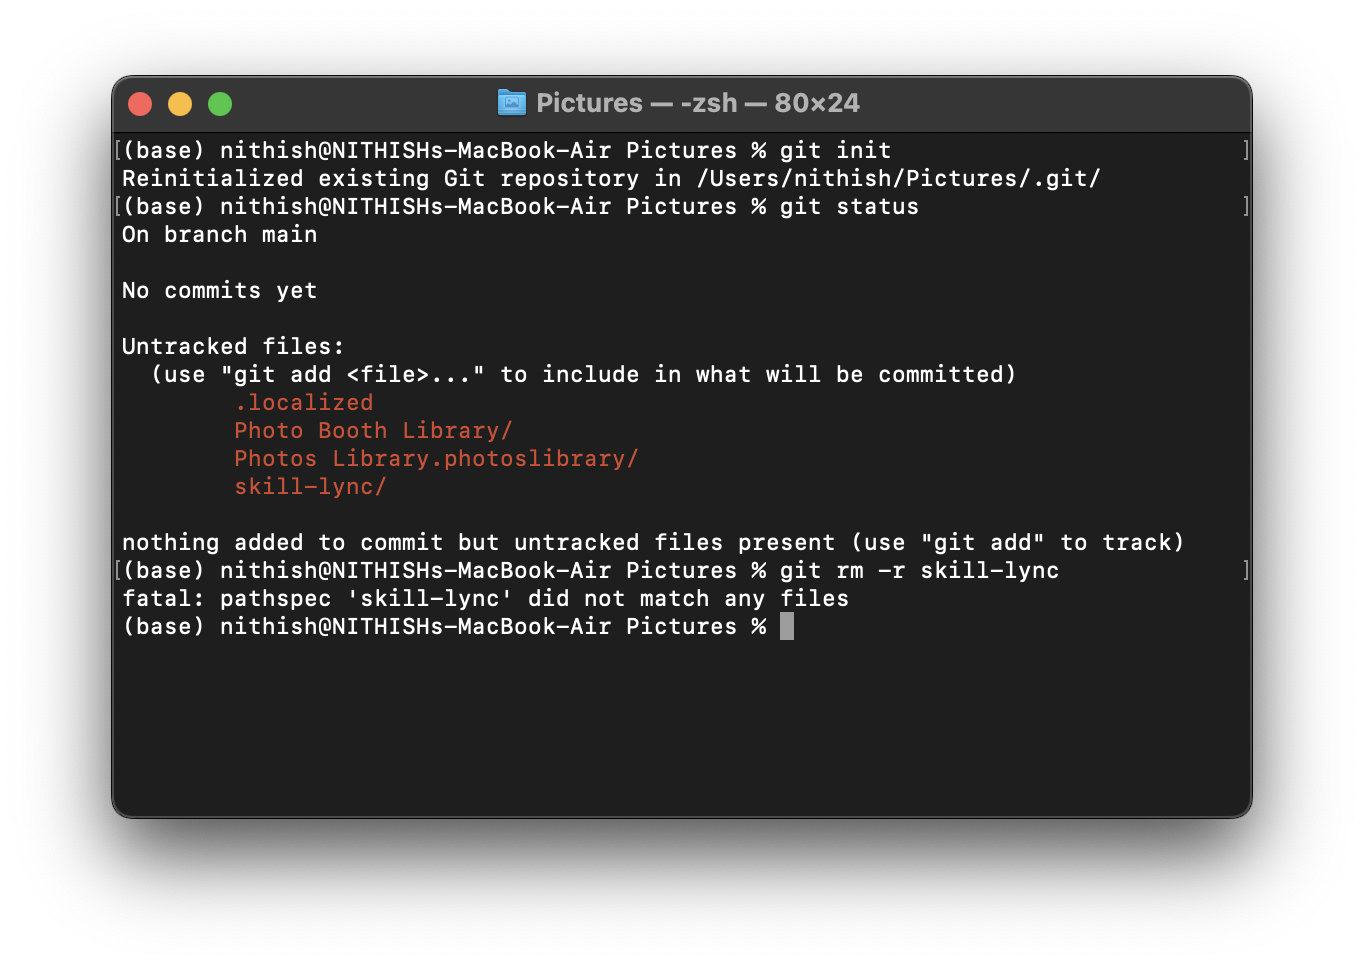 Pictures — -zsh — 80×24
[(base) nithish@NITHISHs-MacBook-Air Pictures % git init ]
Reinitialized existing Git repository in /Users/nithish/Pictures/.git/
[(base) nithish@NITHISHs-MacBook-Air Pictures % git status ]
On branch main
No commits yet
Untracked files:
(use "git add <file>..." to include in what will be committed)
.localized
Photo Booth Library/
Photos Library.photoslibrary/
skill-lync/
nothing added to commit but untracked files present (use "git add" to track)
[(base) nithish@NITHISHs-MacBook-Air Pictures % git rm -r skill-lync ]
fatal: pathspec 'skill-lync' did not match any files
(base) nithish@NITHISHs-MacBook-Air Pictures %